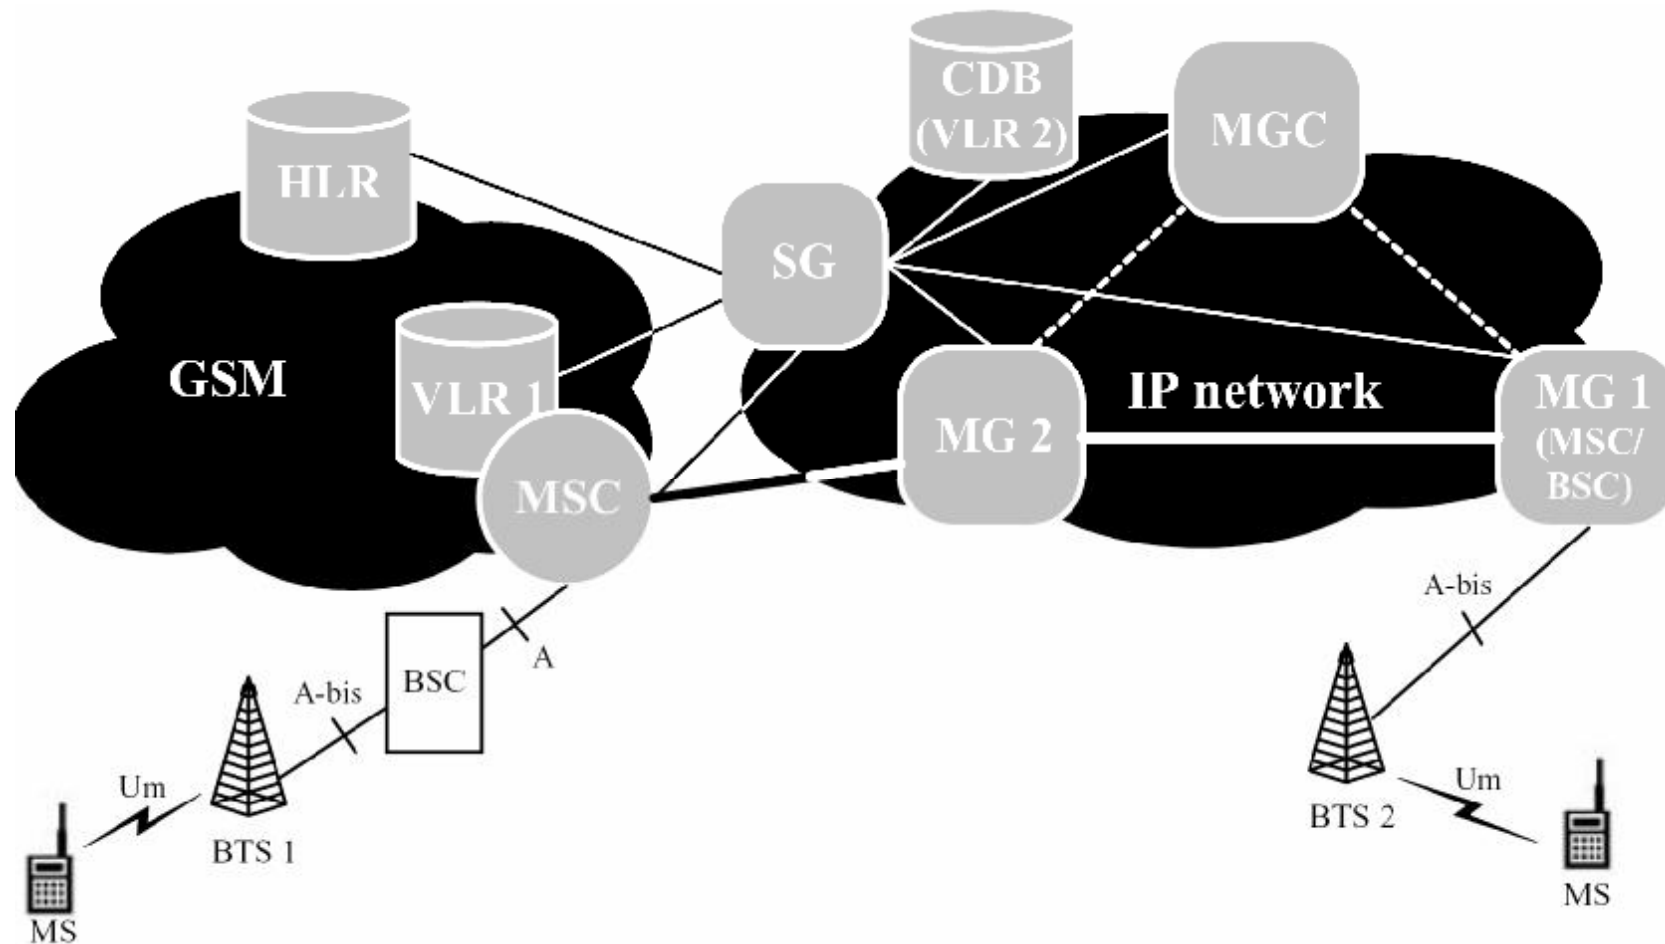 CDB
(VLR 2)
MGC
HLR
SG
GSM
VLR 1
MSC
MG 2
IP network
MG 1
(MSC/
BSC)
A-bis
A
BSC
A-bis
Um
BTS 1
MS
Um
BTS 2
MS